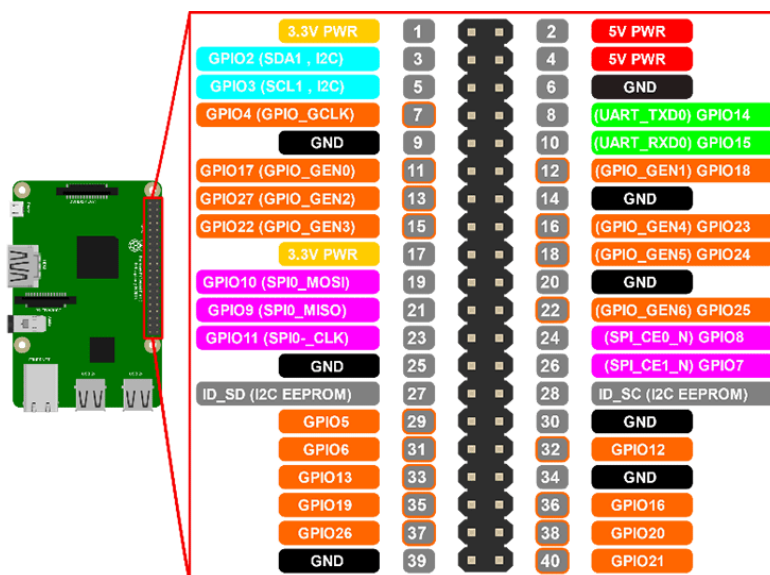 3.3V PWR 1 2 5V PWR
GPIO2 (SDA1 , I2C) 3 4 5V PWR
GPIO3 (SCL1 , I2C) 5 6 GND
GPIO4 (GPIO_GCLK) 7 8 (UART_TXD0) GPIO14
GND 9 10 (UART_RXD0) GPIO15
GPIO17 (GPIO_GEN0) 11 12 (GPIO_GEN1) GPIO18
GPIO27 (GPIO_GEN2) 13 14 GND
GPIO22 (GPIO_GEN3) 15 16 (GPIO_GEN4) GPIO23
3.3V PWR 17 18 (GPIO_GEN5) GPIO24
GPIO10 (SPI0_MOSI) 19 20 GND
GPIO9 (SPI0_MISO) 21 22 (GPIO_GEN6) GPIO25
GPIO11 (SPI0-_CLK) 23 24 (SPI_CE0_N) GPIO8
GND 25 26 (SPI_CE1_N) GPIO7
ID_SD (I2C EEPROM) 27 28 ID_SC (I2C EEPROM)
GPIO5 29 30 GND
GPIO6 31 32 GPIO12
GPIO13 33 34 GND
GPIO19 35 36 GPIO16
GPIO26 37 38 GPIO20
GND 39 40 GPIO21